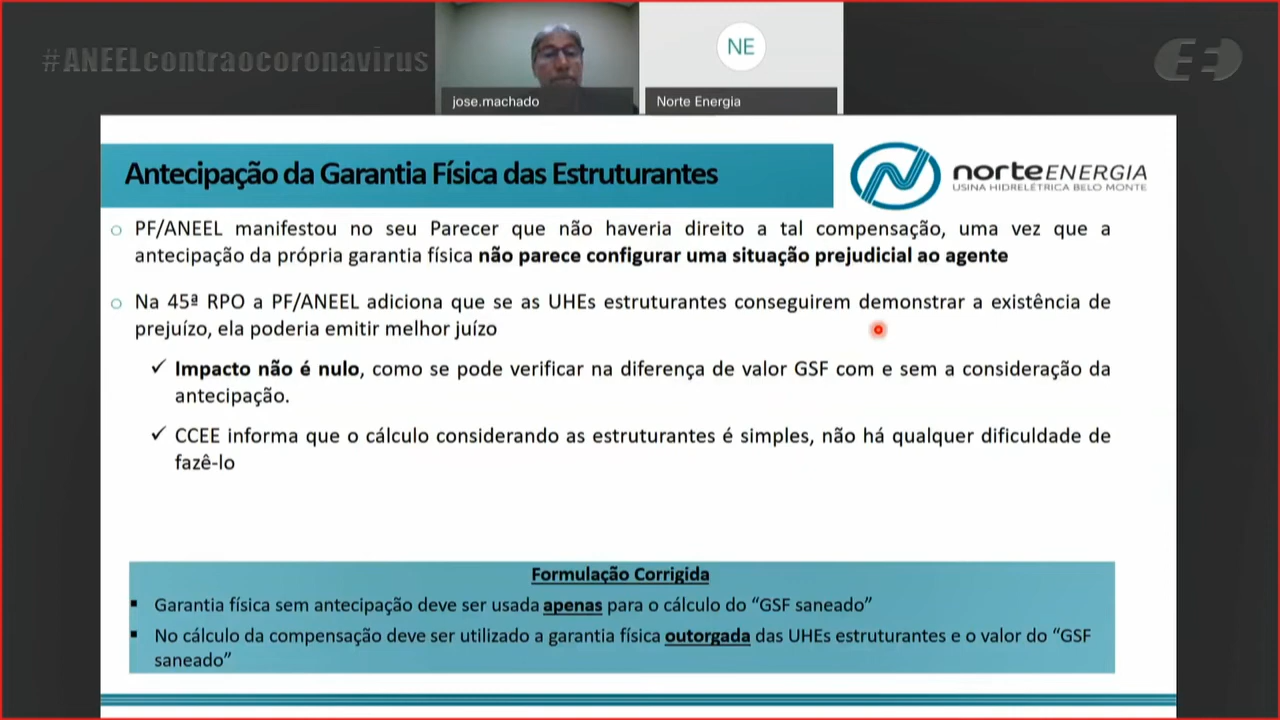 #ANEELcontraocoronavírus
NE
jose.machado
Norte Energia
Antecipação da Garantia Física das Estruturantes
norteENERGIA
USINA HIDRELÉTRICA BELO MONTE
PF/ANEEL manifestou no seu Parecer que não haveria direito a tal compensação, uma vez que a
antecipação da própria garantia física não parece configurar uma situação prejudicial ao agente
Na 45ª RPO a PF/ANEEL adiciona que se as UHEs estruturantes conseguirem demonstrar a existência de
prejuízo, ela poderia emitir melhor juízo
Impacto não é nulo, como se pode verificar na diferença de valor GSF com e sem a consideração da
antecipação.
CCEE informa que o cálculo considerando as estruturantes é simples, não há qualquer dificuldade de
fazê-lo
Formulação Corrigida
Garantia física sem antecipação deve ser usada apenas para o cálculo do “GSF saneado”
No cálculo da compensação deve ser utilizado a garantia física outorgada das UHEs estruturantes e o valor do “GSF
saneado”